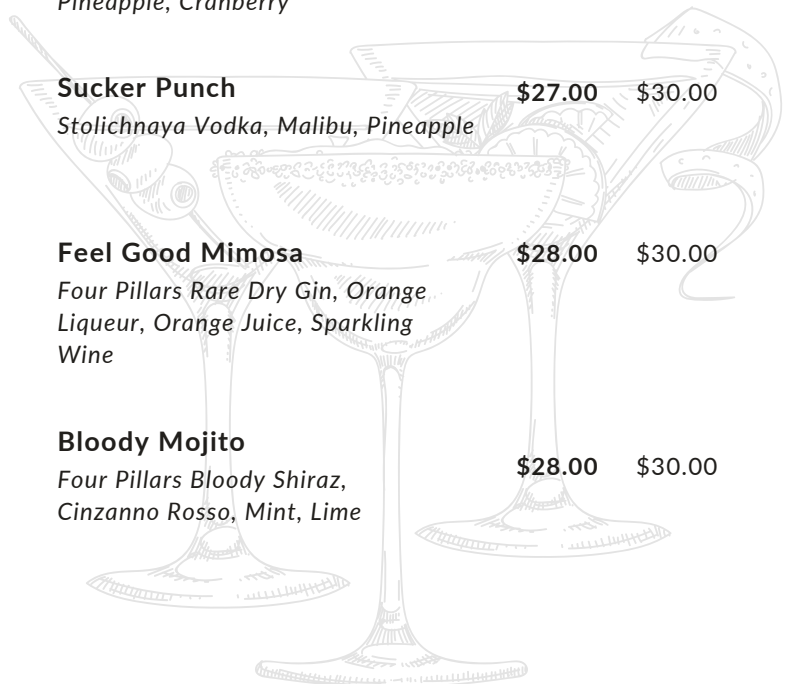 Pineapple, Cranberry
Sucker Punch $27.00 $30.00
Stolichnaya Vodka, Malibu, Pineapple
Feel Good Mimosa $28.00 $30.00
Four Pillars Rare Dry Gin, Orange
Liqueur, Orange Juice, Sparkling
Wine
Bloody Mojito
$28.00 $30.00
Four Pillars Bloody Shiraz,
Cinzanno Rosso, Mint, Lime